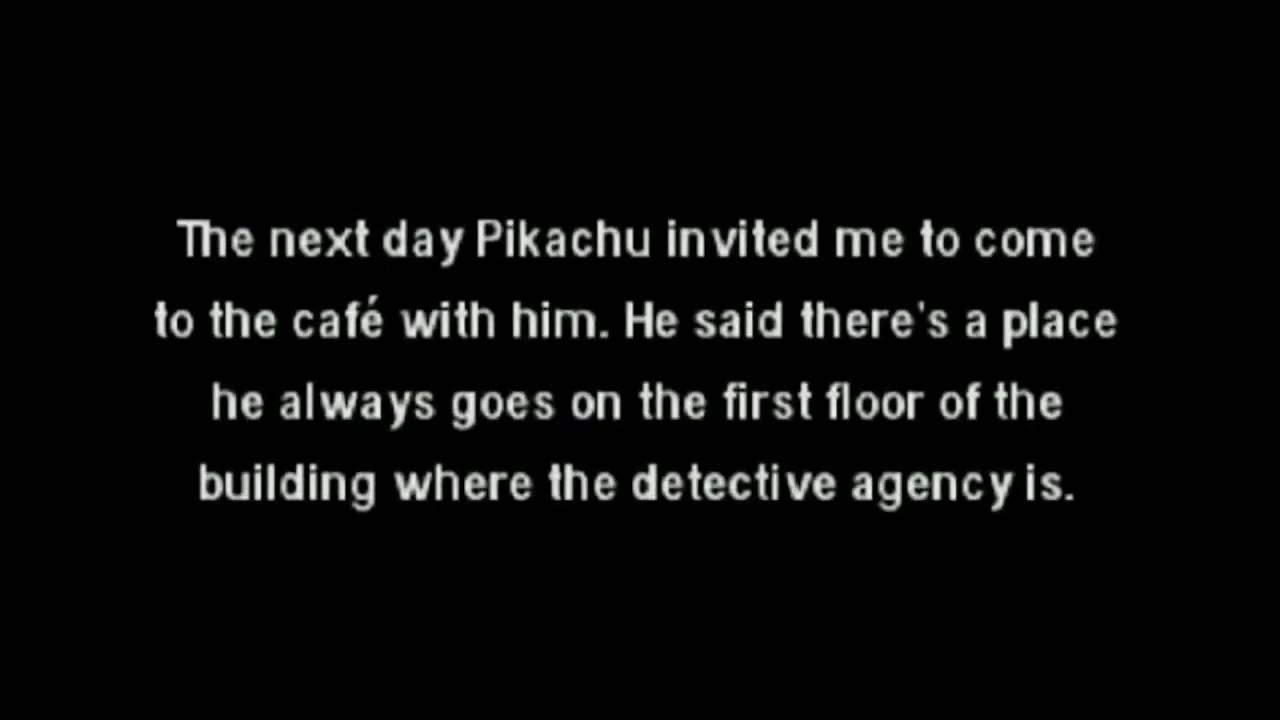 The next day Pikachu invited me to come
to the café with him. He said there's a place
he always goes on the first floor of the
building where the detective agency is.